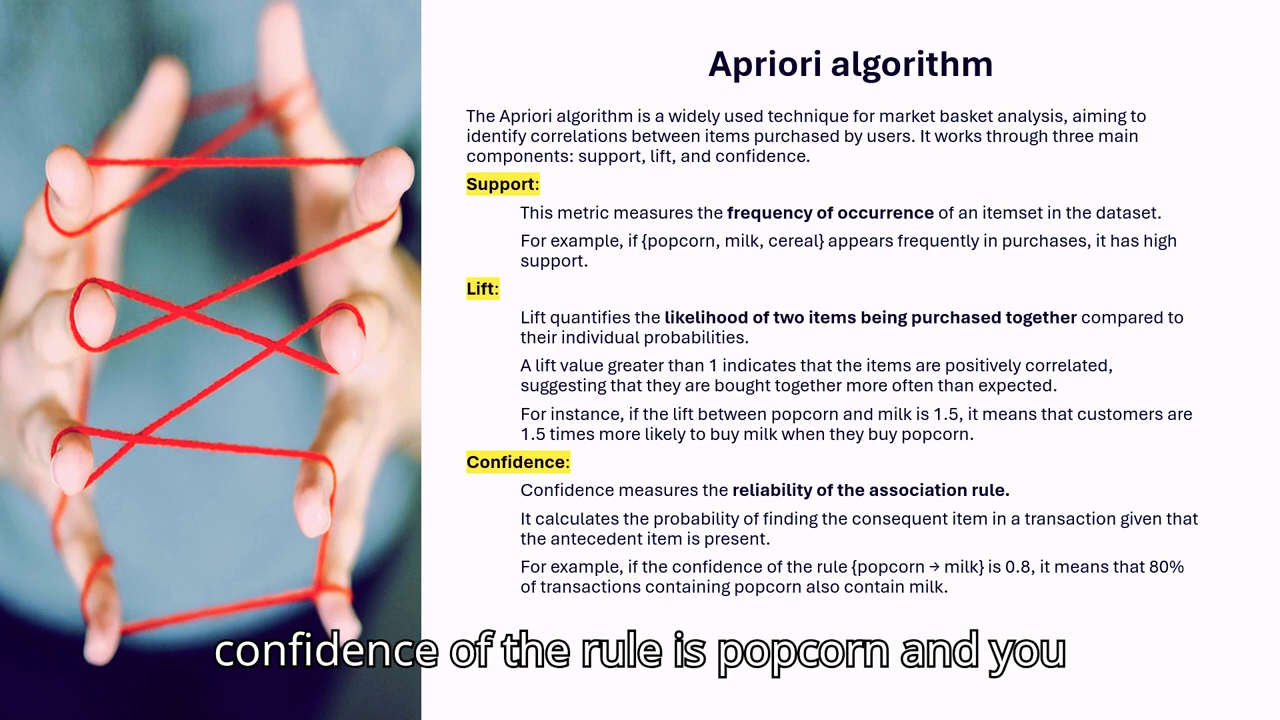 Apriori algorithm
The Apriori algorithm is a widely used technique for market basket analysis, aiming to
identify correlations between items purchased by users. It works through three main
components: support, lift, and confidence.
Support:
This metric measures the frequency of occurrence of an itemset in the dataset.
For example, if {popcorn, milk, cereal} appears frequently in purchases, it has high
support.
Lift:
Lift quantifies the likelihood of two items being purchased together compared to
their individual probabilities.
A lift value greater than 1 indicates that the items are positively correlated,
suggesting that they are bought together more often than expected.
For instance, if the lift between popcorn and milk is 1.5, it means that customers are
1.5 times more likely to buy milk when they buy popcorn.
Confidence:
Confidence measures the reliability of the association rule.
It calculates the probability of finding the consequent item in a transaction given that
the antecedent item is present.
For example, if the confidence of the rule {popcorn → milk} is 0.8, it means that 80%
of transactions containing popcorn also contain milk.
confidence of the rule is popcorn and you